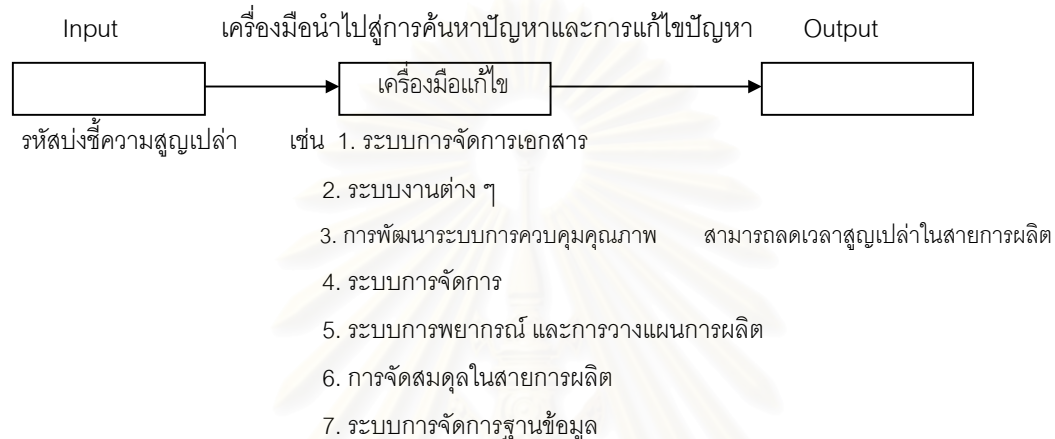 Input เครื่องมือนำไปสู่การค้นหาปัญหาและการแก้ไขปัญหา Output
เครื่องมือแก้ไข
รหัสบ่งชี้ความสูญเปล่า เช่น 1. ระบบการจัดการเอกสาร
2. ระบบงานต่าง ๆ
3. การพัฒนาระบบการควบคุมคุณภาพ สามารถลดเวลาสูญเปล่าในสายการผลิต
4. ระบบการจัดการ
5. ระบบการพยากรณ์ และการวางแผนการผลิต
6. การจัดสมดุลในสายการผลิต
7. ระบบการจัดการฐานข้อมูล